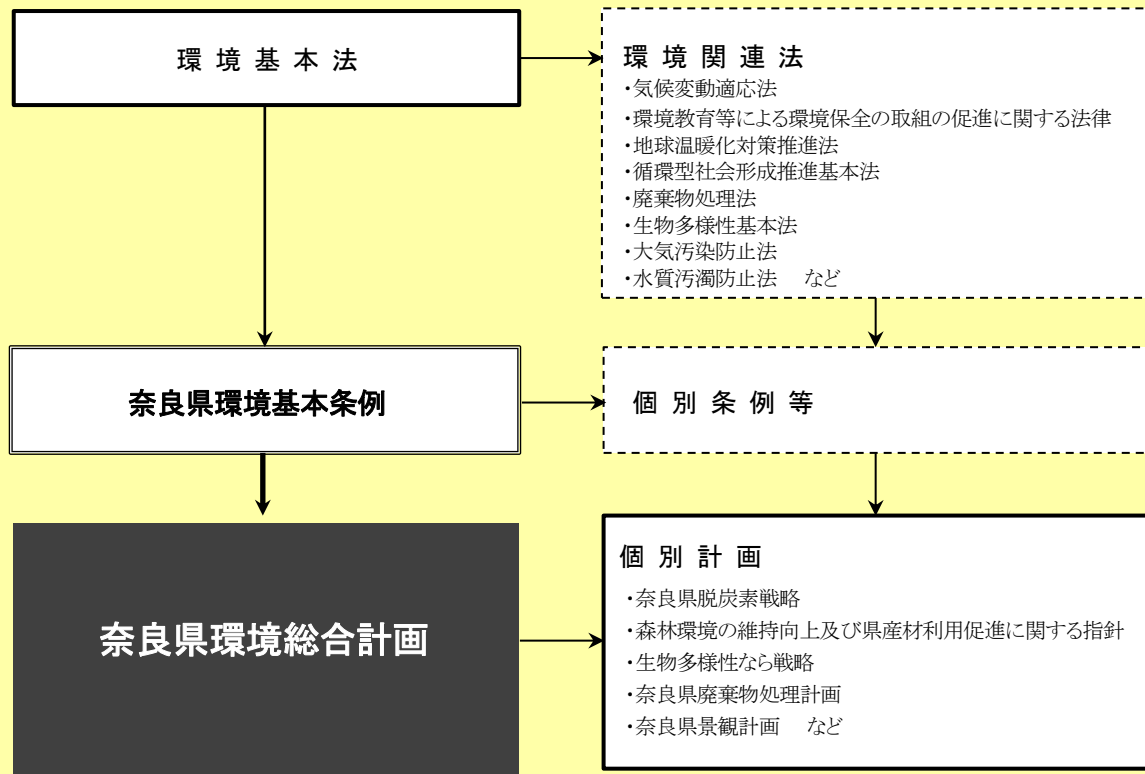 環境基本法
環境関連法
・気候変動適応法
・環境教育等による環境保全の取組の促進に関する法律
・地球温暖化対策推進法
・循環型社会形成推進基本法
・廃棄物処理法
・生物多様性基本法
・大気汚染防止法
・水質汚濁防止法　など
奈良県環境基本条例
個別条例等
奈良県環境総合計画
個別計画
・奈良県脱炭素戦略
・森林環境の維持向上及び県産材利用促進に関する指針
・生物多様性なら戦略
・奈良県廃棄物処理計画
・奈良県景観計画　など